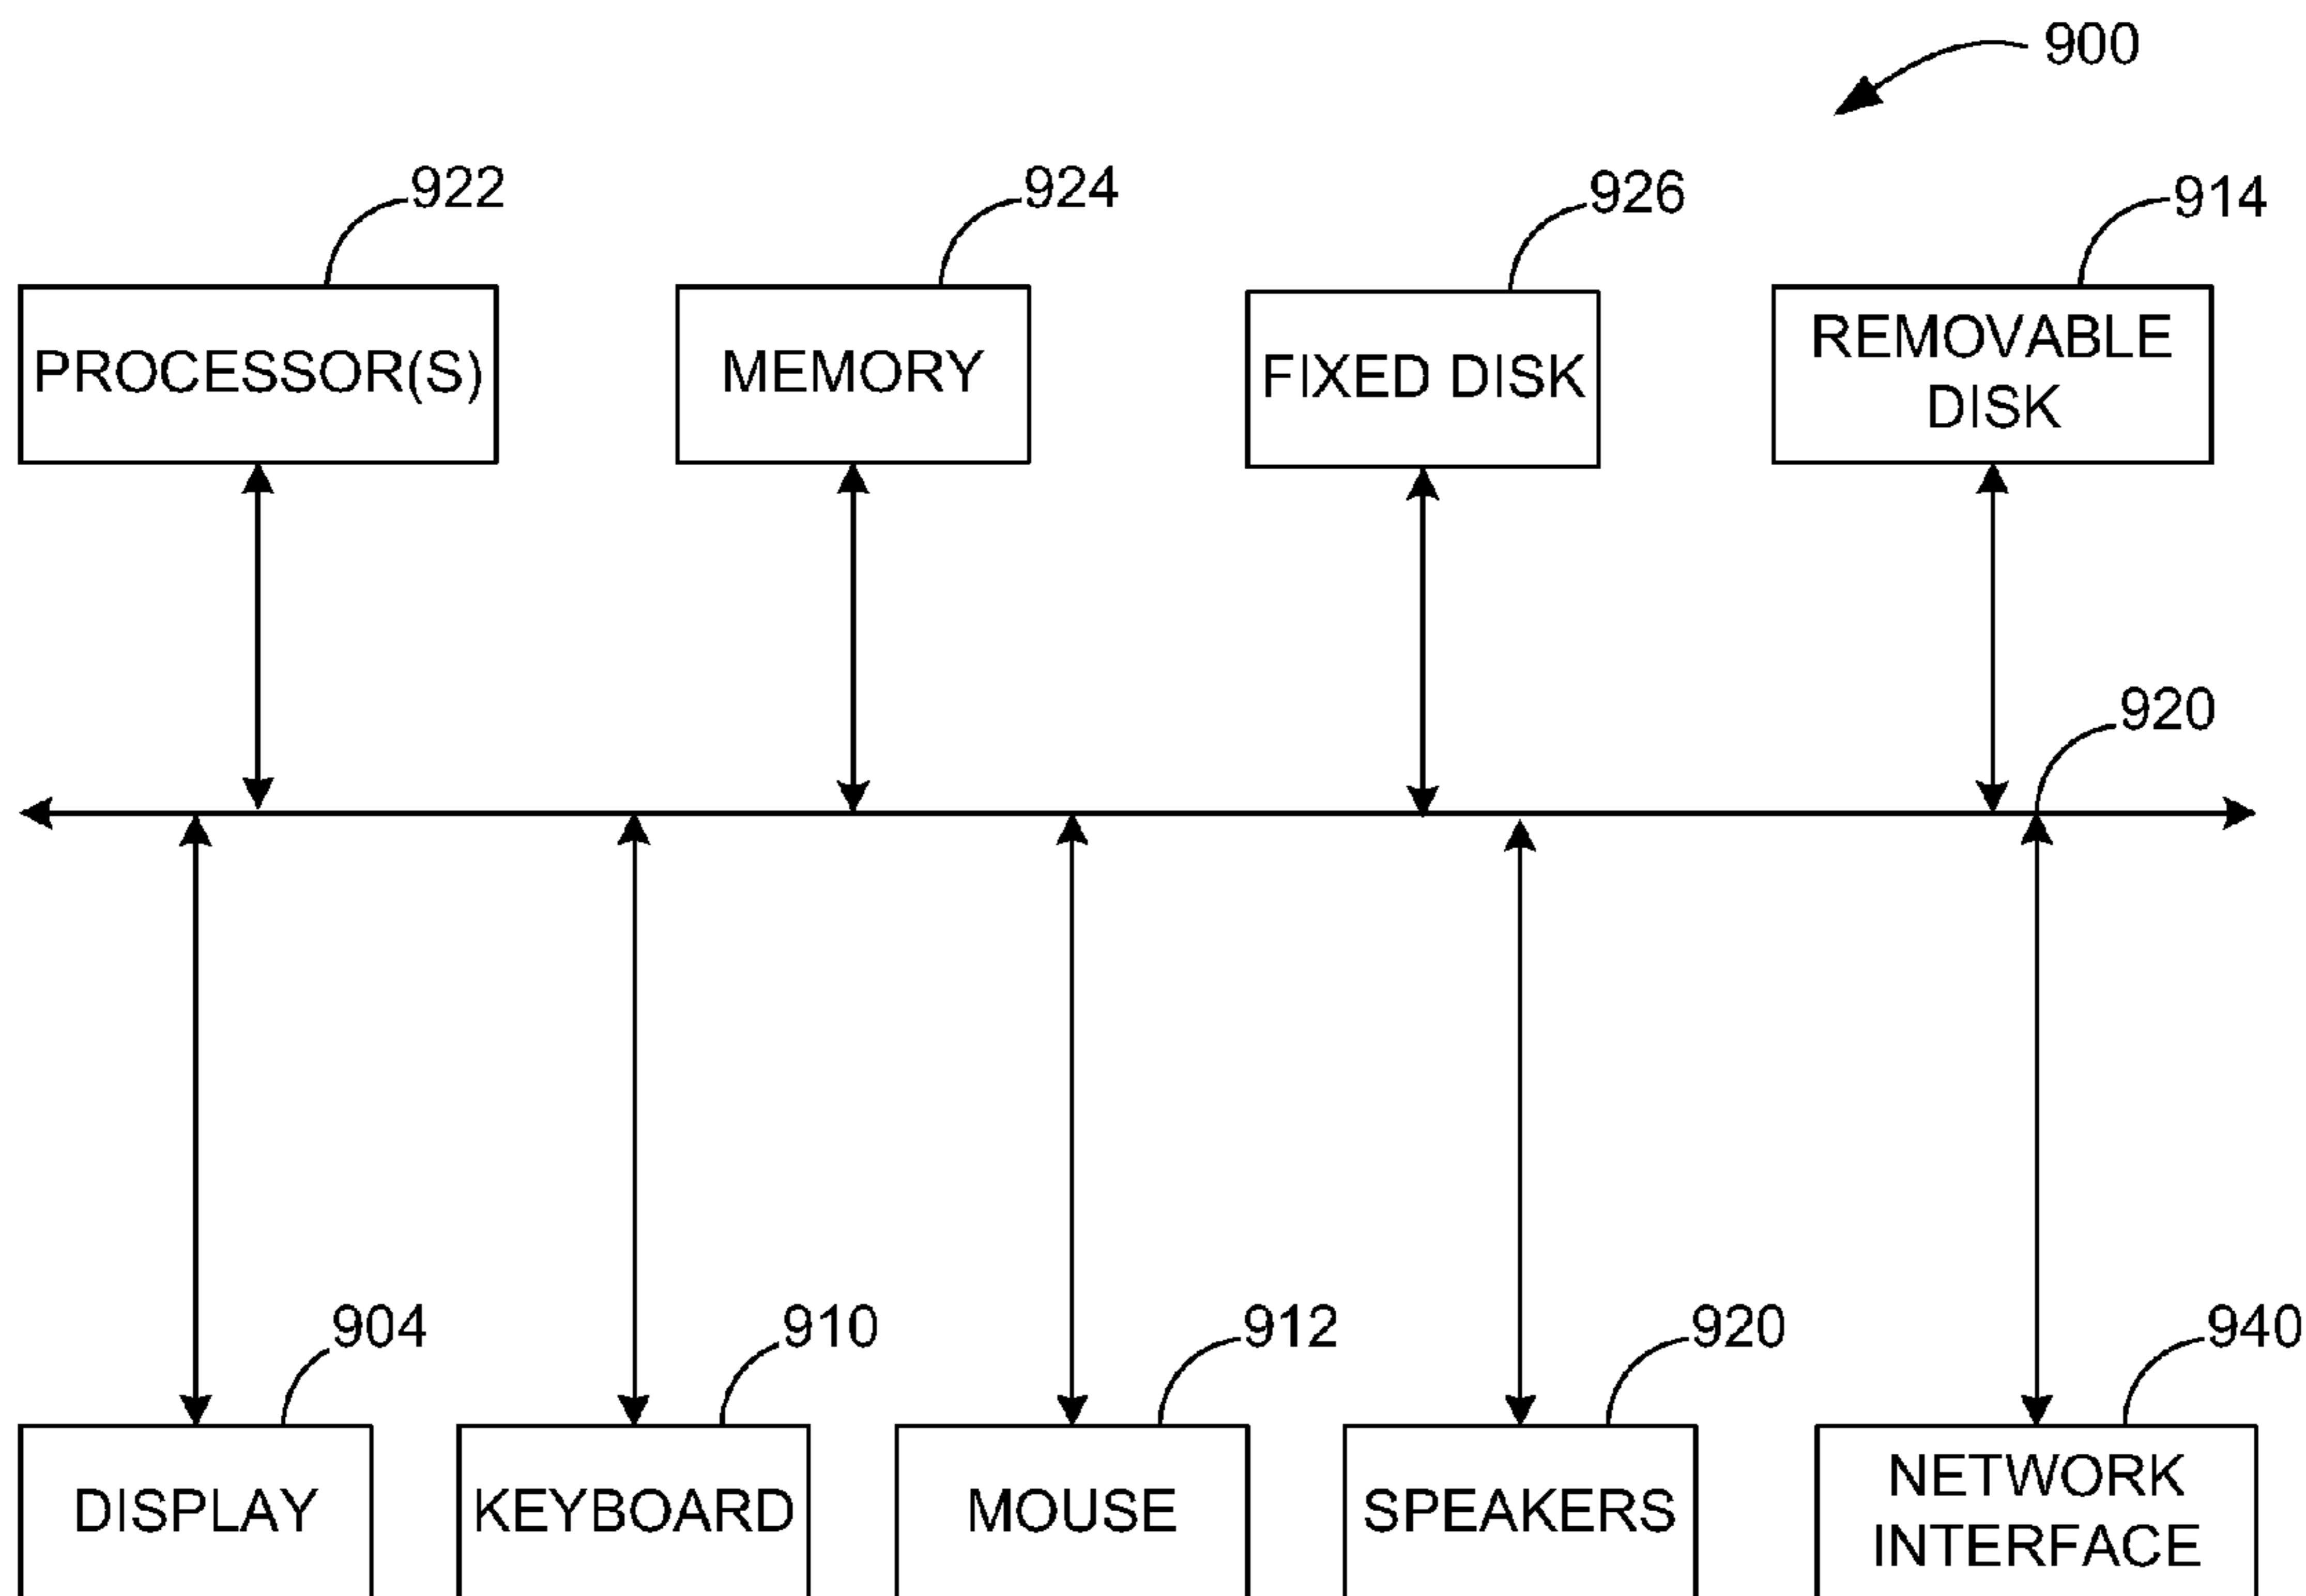 900
922
924
926
914
PROCESSOR(S)
MEMORY
FIXED DISK
REMOVABLE
DISK
920
904
910
912
920
940
DISPLAY
KEYBOARD
MOUSE
SPEAKERS
NETWORK
INTERFACE